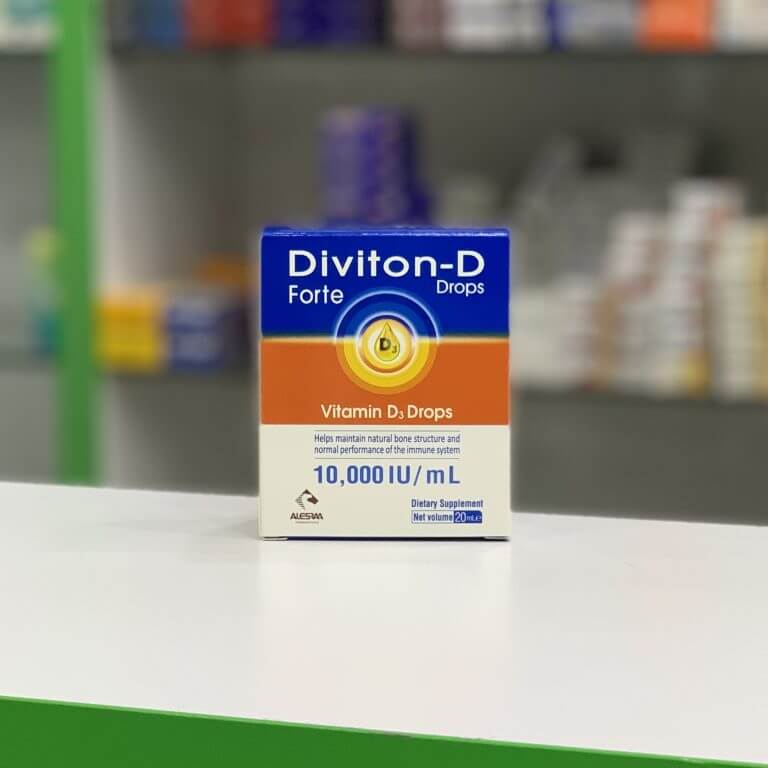 Diviton-D
Forte Drops
D3
Vitamin D3 Drops
Helps maintain natural bone structure and
normal performance of the immune system
10,000 IU/mL
Dietary Supplement
Net volume 20 mL e
ALESRAA